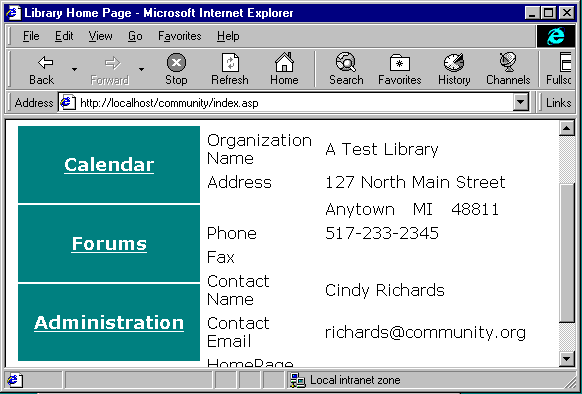 Library Home Page - Microsoft Internet Explorer
File Edit View Go Favorites Help
Back Forward Stop Refresh Home Search Favorites History Channels Fullsc
Address http://localhost/community/index.asp Links
Calendar
Forums
Administration
Organization
Name A Test Library
Address 127 North Main Street
Anytown MI 48811
Phone 517-233-2345
Fax
Contact
Name Cindy Richards
Contact
Email richards@community.org
HomePage
Local intranet zone